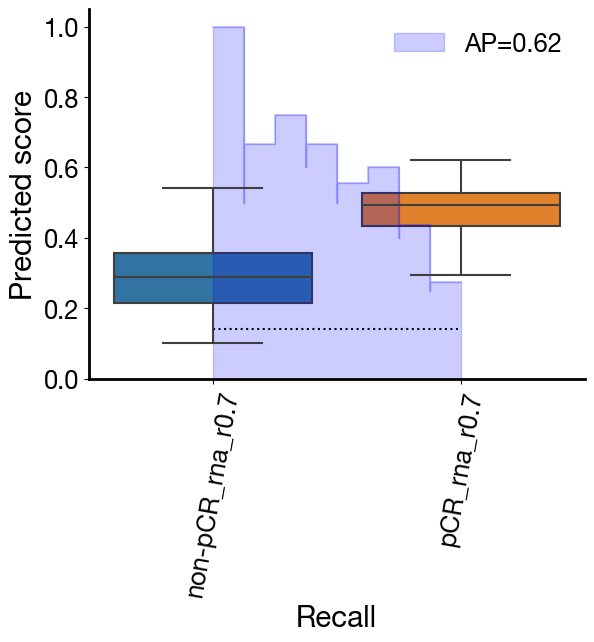 AP=0.62
Predicted score
1.0
0.8
0.6
0.4
0.2
0.0
non-pCR_rna_r0.7
pCR_rna_r0.7
Recall